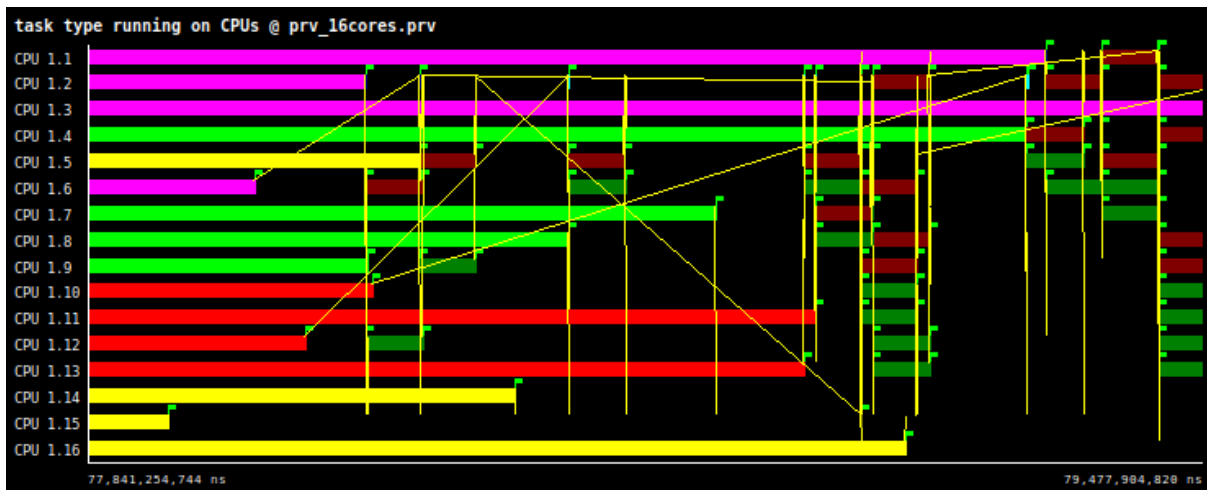 task type running on CPUs @ prv_16cores.prv
CPU 1.1
CPU 1.2
CPU 1.3
CPU 1.4
CPU 1.5
CPU 1.6
CPU 1.7
CPU 1.8
CPU 1.9
CPU 1.10
CPU 1.11
CPU 1.12
CPU 1.13
CPU 1.14
CPU 1.15
CPU 1.16
77,841,254,744 ns
79,477,904,820 ns